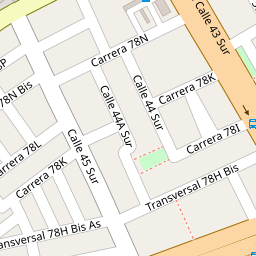 Carrera 78N
Calle 43 Sur
P
78N Bis
Calle 44A Sur
Calle 44 Sur
Carrera 78K
Carrera 78L
Calle 45 Sur
Carrera 78I
Carrera 78K
Transversal 78H Bis
Transversal 78H Bis As